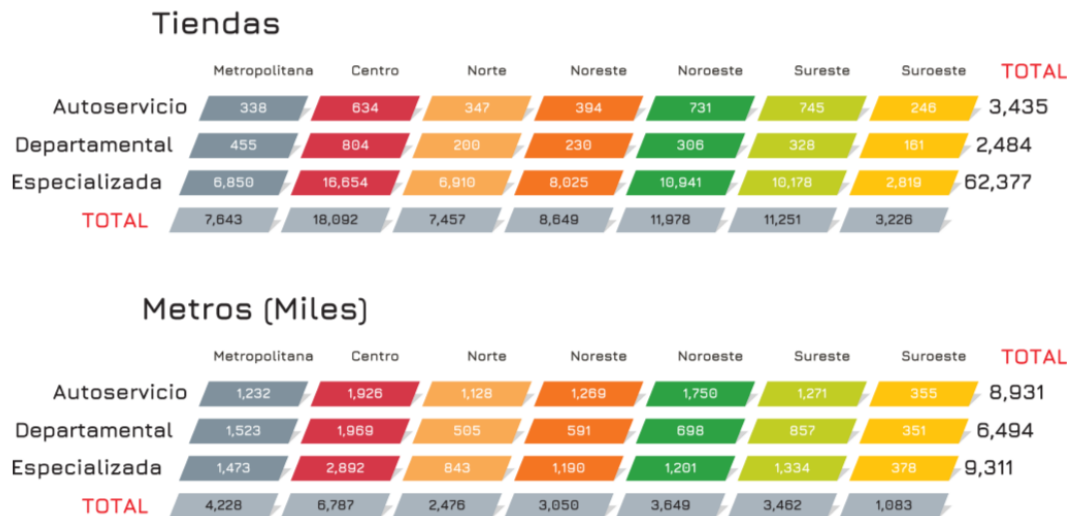 Tiendas
Metropolitana Centro Norte Noreste Noroeste Sureste Suroeste TOTAL
Autoservicio 338 634 347 394 731 745 246 3,435
Departamental 455 804 200 230 306 328 161 2,484
Especializada 6,850 16,654 6,910 8,025 10,941 10,178 2,819 62,377
TOTAL 7,643 18,092 7,457 8,649 11,978 11,251 3,226
Metros (Miles)
Metropolitana Centro Norte Noreste Noroeste Sureste Suroeste TOTAL
Autoservicio 1,232 1,926 1,128 1,269 1,750 1,271 355 8,931
Departamental 1,523 1,969 505 591 698 857 351 6,494
Especializada 1,473 2,892 843 1,190 1,201 1,334 378 9,311
TOTAL 4,228 6,787 2,476 3,050 3,649 3,462 1,083